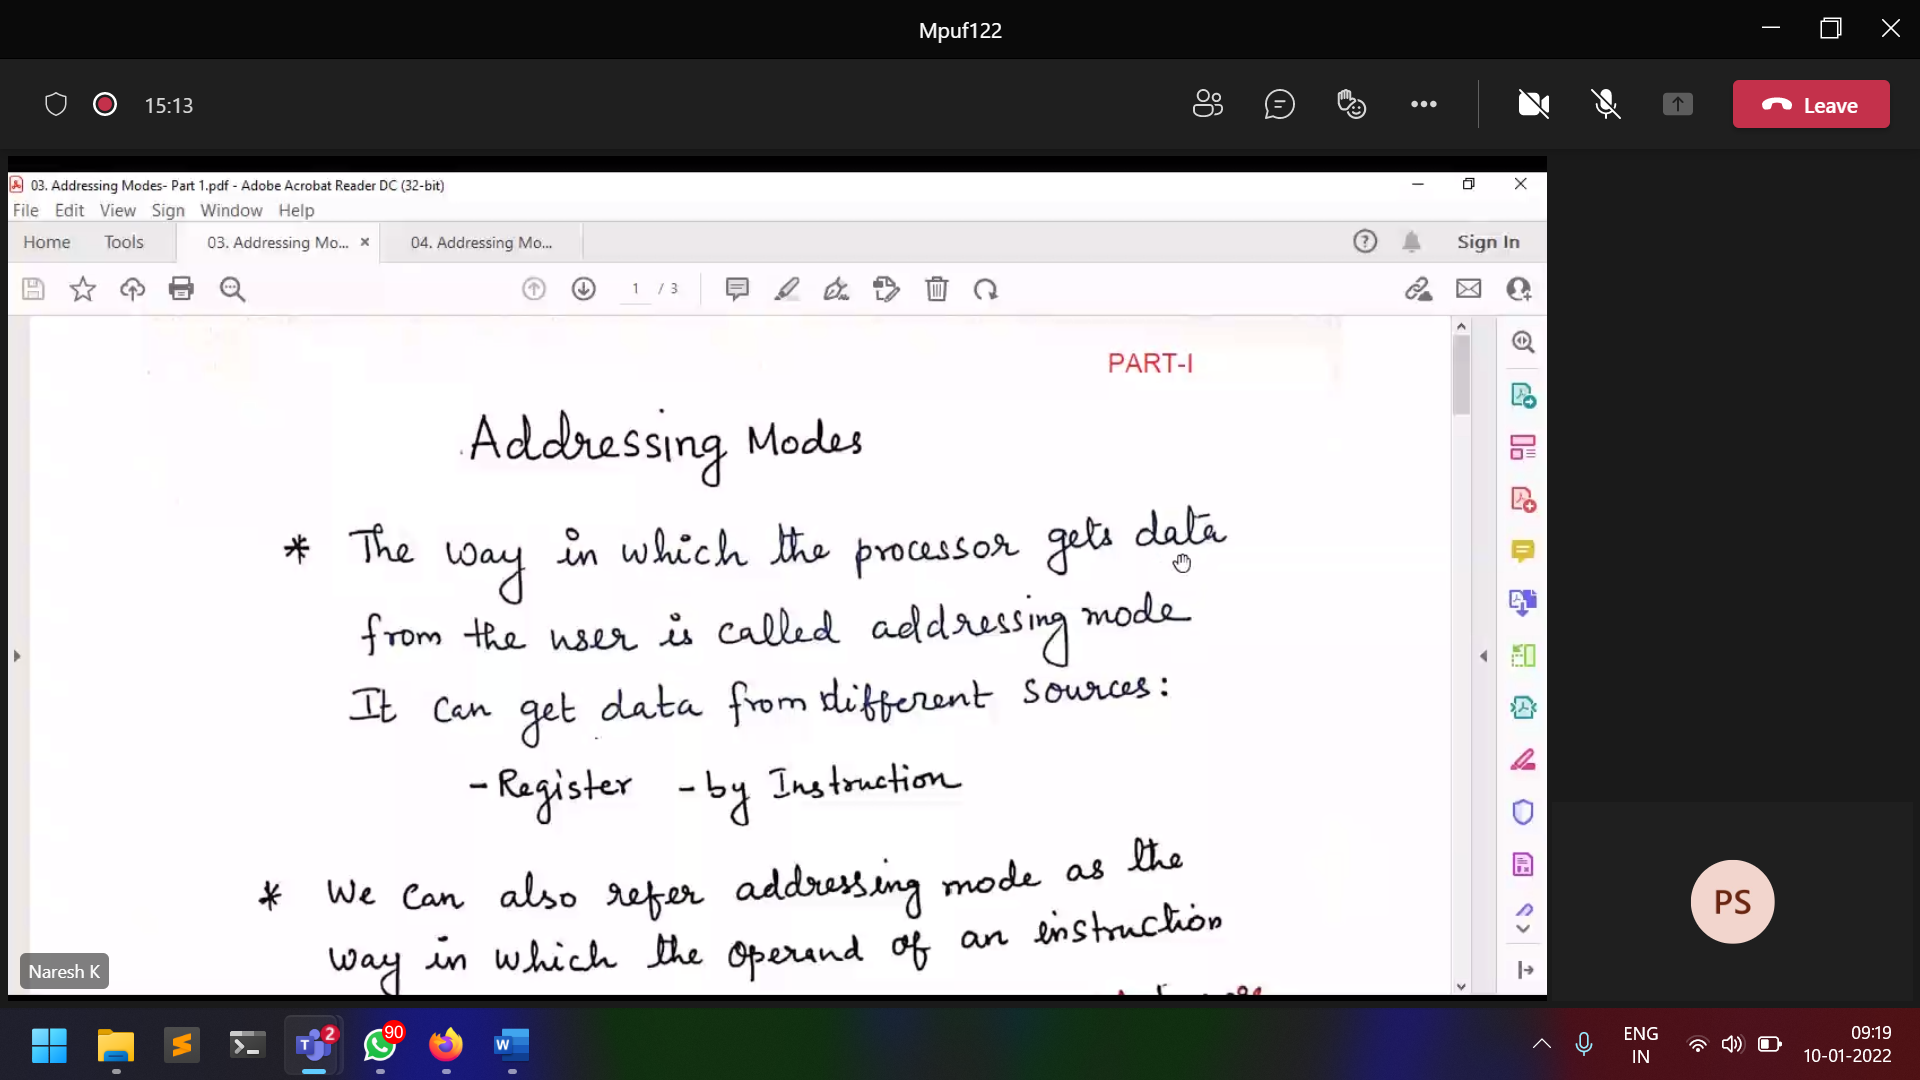 Mpuf122
15:13
Leave
03. Addressing Modes- Part 1.pdf - Adobe Acrobat Reader DC (32-bit)
File Edit View Sign Window Help
Home Tools 03. Addressing Mo... × 04. Addressing Mo... Sign In
1 / 3
PART-I
Addressing Modes
* The way in which the processor gets data
from the user is called addressing mode
It can get data from different sources:
- Register - by Instruction
* We can also refer addressing mode as the
way in which the operand of an instruction
Naresh K
PS
2
90
ENG
IN
09:19
10-01-2022